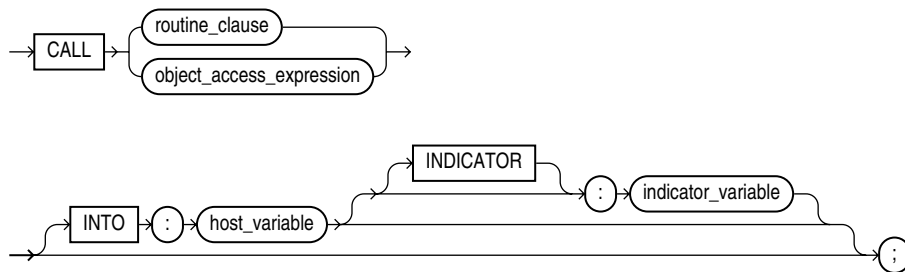 routine_clause
CALL
object_access_expression
INDICATOR
: indicator_variable
INTO : host_variable
;